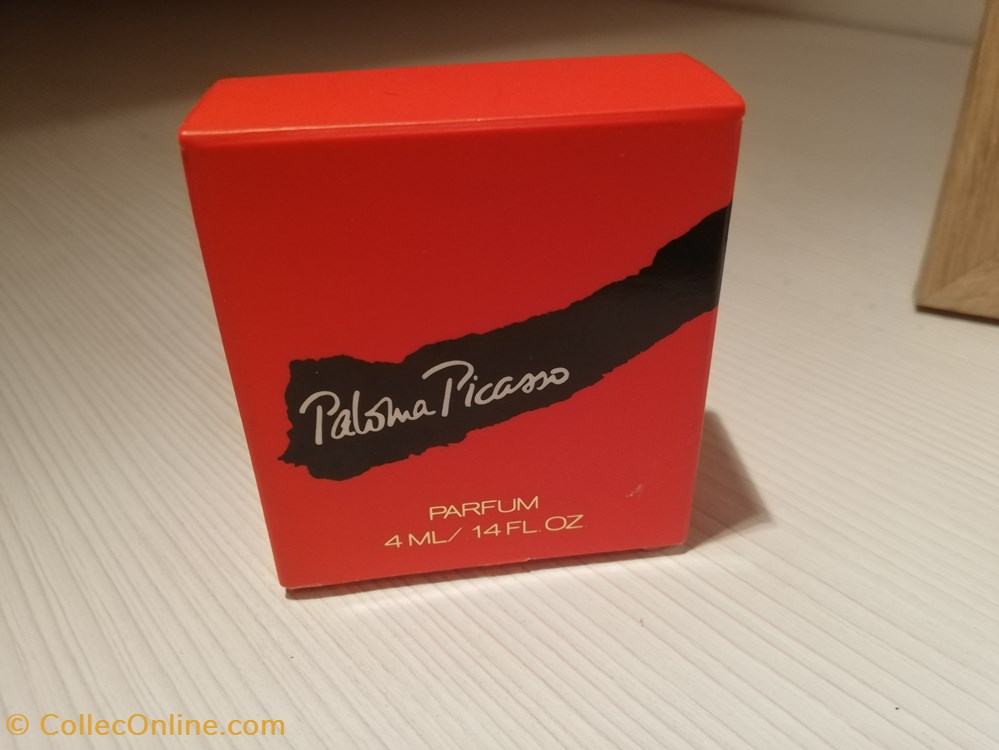 Paloma Picasso
PARFUM
4 ML/ 14 FL. OZ
© CollecOnline.com